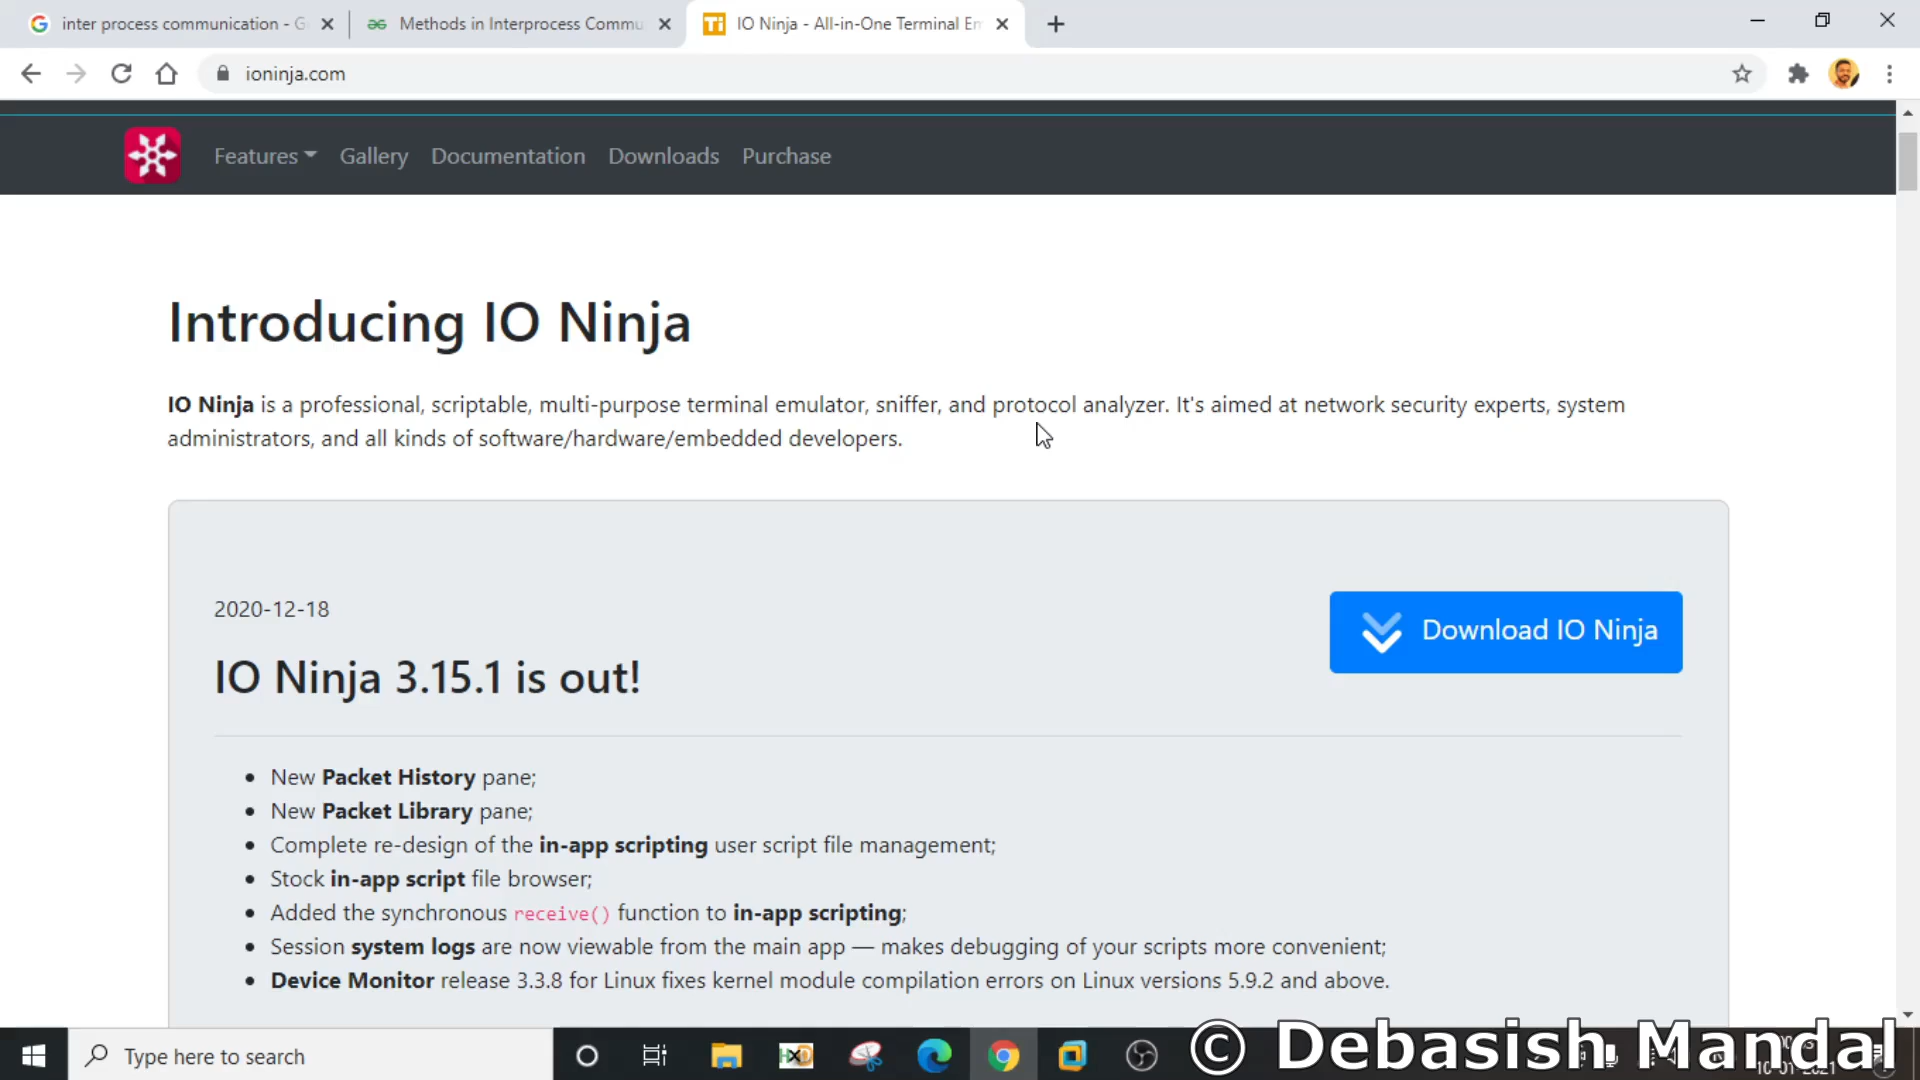 inter process communication - G
Methods in Interprocess Commu
Ti
IO Ninja - All-in-One Terminal Em
ioninja.com
Features Gallery Documentation Downloads Purchase
Introducing IO Ninja
IO Ninja is a professional, scriptable, multi-purpose terminal emulator, sniffer, and protocol analyzer. It's aimed at network security experts, system
administrators, and all kinds of software/hardware/embedded developers.
2020-12-18
Download IO Ninja
IO Ninja 3.15.1 is out!
• New Packet History pane;
• New Packet Library pane;
• Complete re-design of the in-app scripting user script file management;
• Stock in-app script file browser;
• Added the synchronous receive() function to in-app scripting;
• Session system logs are now viewable from the main app — makes debugging of your scripts more convenient;
• Device Monitor release 3.3.8 for Linux fixes kernel module compilation errors on Linux versions 5.9.2 and above.
Type here to search
© Debasish Mandal
10-01-2021